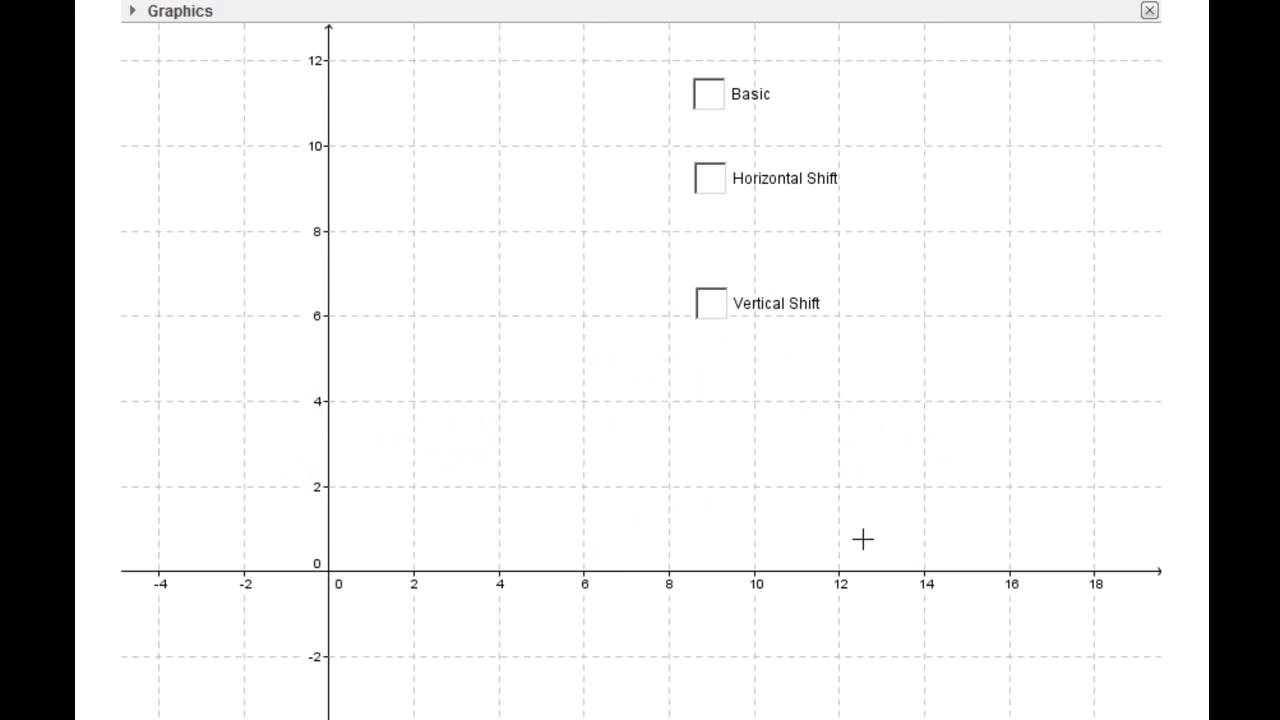 Graphics
12
Basic
10
Horizontal Shift
8
Vertical Shift
6
4
2
0
-4 -2 0 2 4 6 8 10 12 14 16 18
-2